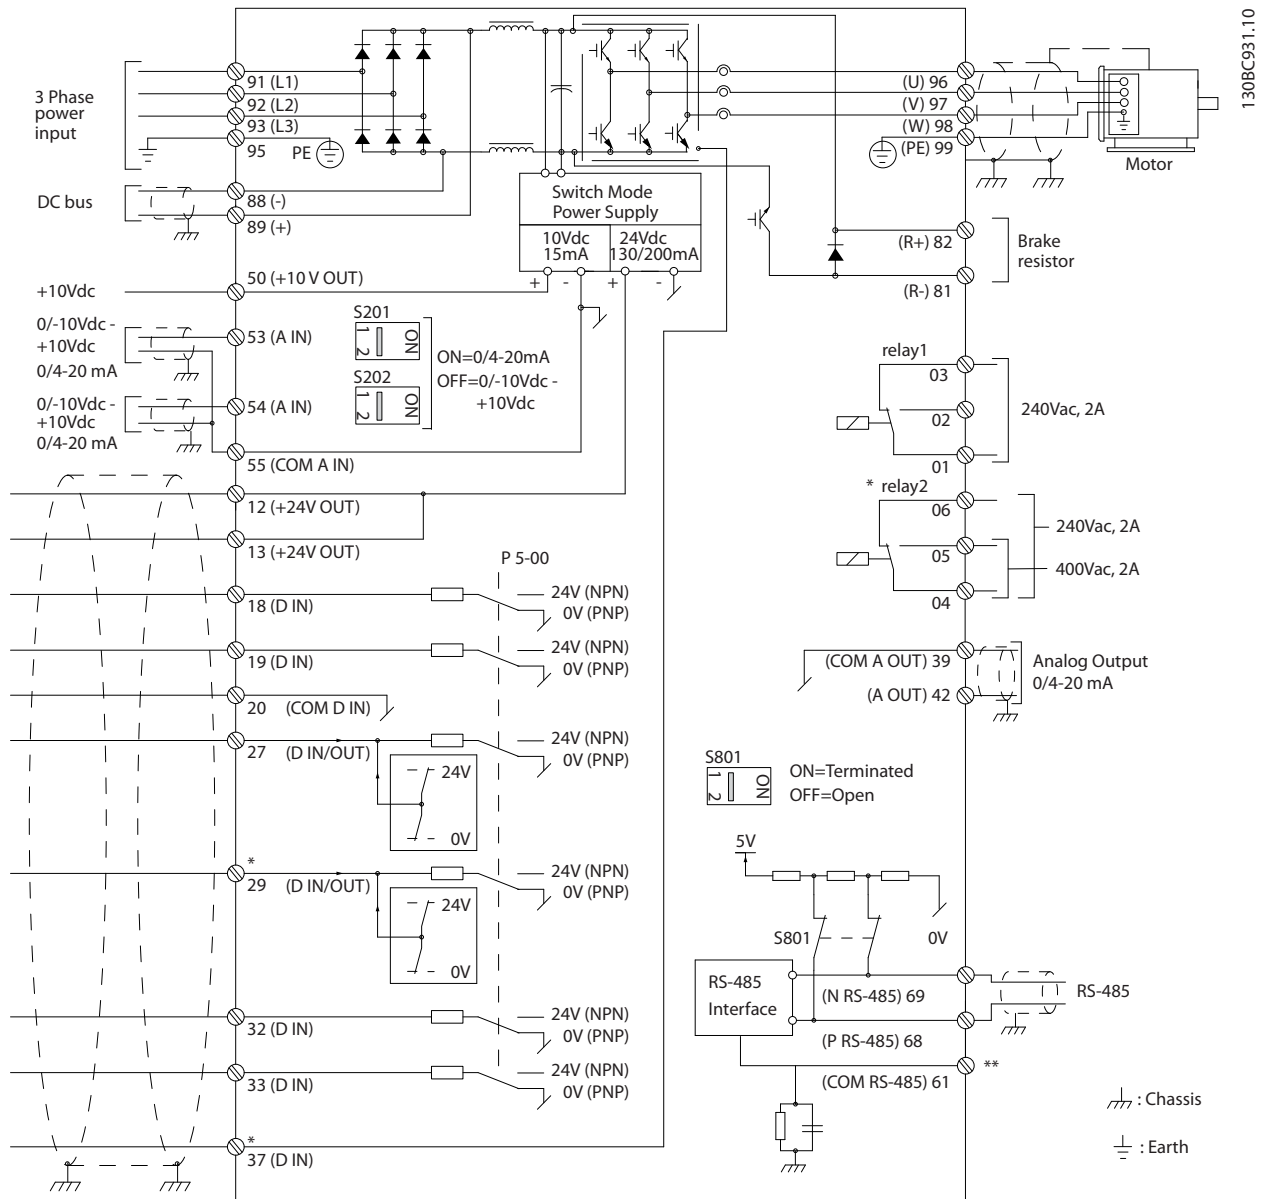 130BC931.10
3 Phase
power
input
91 (L1)
92 (L2)
93 (L3)
95
PE
DC bus
88 (-)
89 (+)
50 (+10 V OUT)
+10Vdc
0/-10Vdc -
+10Vdc
0/4-20 mA
53 (A IN)
0/-10Vdc -
+10Vdc
0/4-20 mA
54 (A IN)
55 (COM A IN)
12 (+24V OUT)
13 (+24V OUT)
18 (D IN)
19 (D IN)
20 (COM D IN)
27 (D IN/OUT)
24V
0V
*
29 (D IN/OUT)
24V
0V
32 (D IN)
33 (D IN)
*
37 (D IN)
Switch Mode
Power Supply
10Vdc
15mA
24Vdc
130/200mA
+ - + -
S201
1 2 ON
S202
1 2 ON
ON=0/4-20mA
OFF=0/-10Vdc -
+10Vdc
P 5-00
24V (NPN)
0V (PNP)
24V (NPN)
0V (PNP)
24V (NPN)
0V (PNP)
24V (NPN)
0V (PNP)
24V (NPN)
0V (PNP)
24V (NPN)
0V (PNP)
(U) 96
(V) 97
(W) 98
(PE) 99
Motor
(R+) 82
(R-) 81
Brake
resistor
relay1
03
02
01
240Vac, 2A
* relay2
06
05
04
240Vac, 2A
400Vac, 2A
(COM A OUT) 39
(A OUT) 42
Analog Output
0/4-20 mA
S801
1 2 ON
ON=Terminated
OFF=Open
5V
S801
0V
RS-485
Interface
(N RS-485) 69
(P RS-485) 68
(COM RS-485) 61
**
RS-485
: Chassis
: Earth